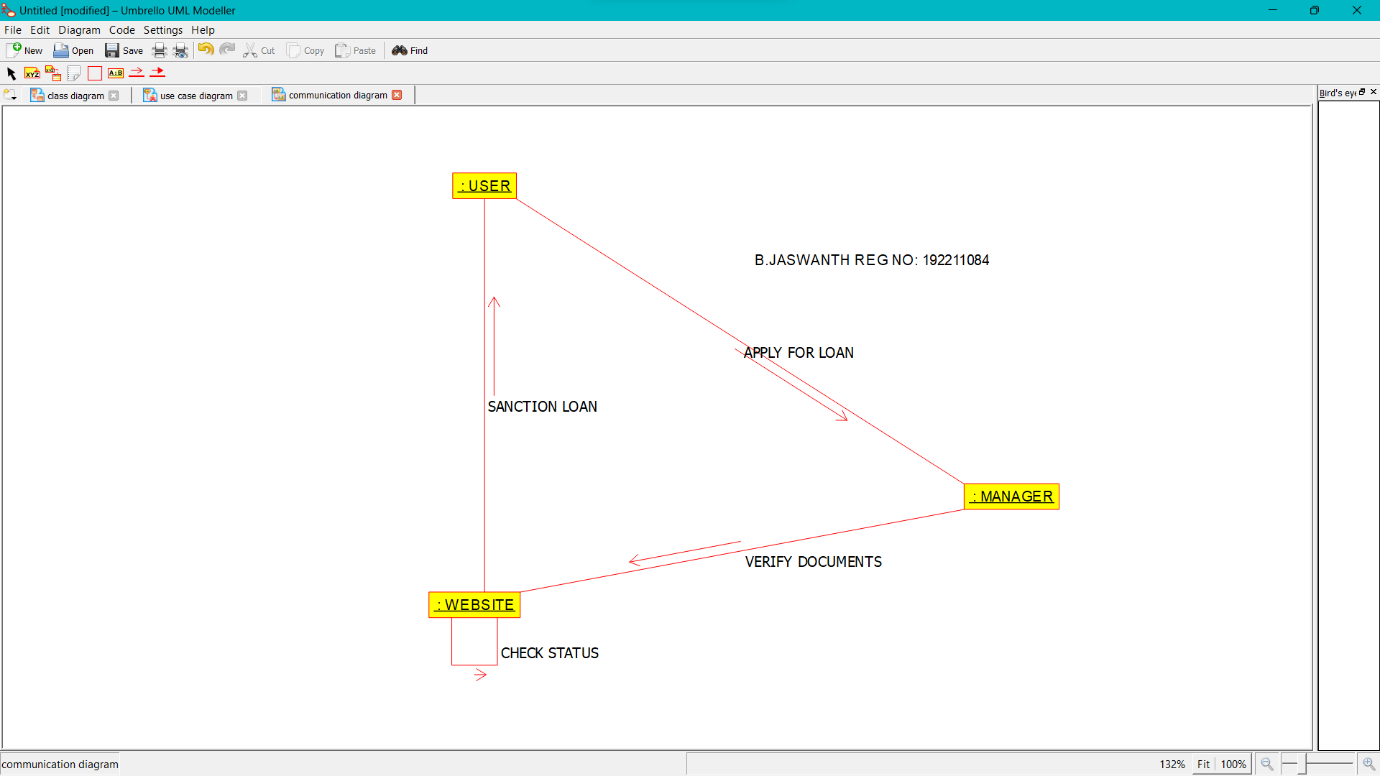 Untitled [modified] – Umbrello UML Modeller
File Edit Diagram Code Settings Help
New Open Save Cut Copy Paste Find
XYZ A:B
class diagram use case diagram communication diagram
Bird's eye
: USER
B.JASWANTH REG NO: 192211084
APPLY FOR LOAN
SANCTION LOAN
: MANAGER
VERIFY DOCUMENTS
: WEBSITE
CHECK STATUS
communication diagram 132% Fit 100%